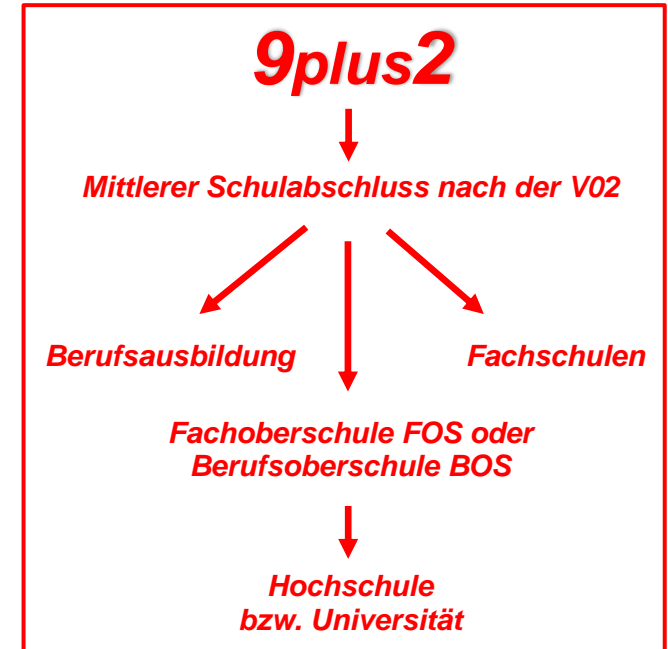 9plus2
Mittlerer Schulabschluss nach der V02
Berufsausbildung
Fachschulen
Fachoberschule FOS oder
Berufsoberschule BOS
Hochschule
bzw. Universität